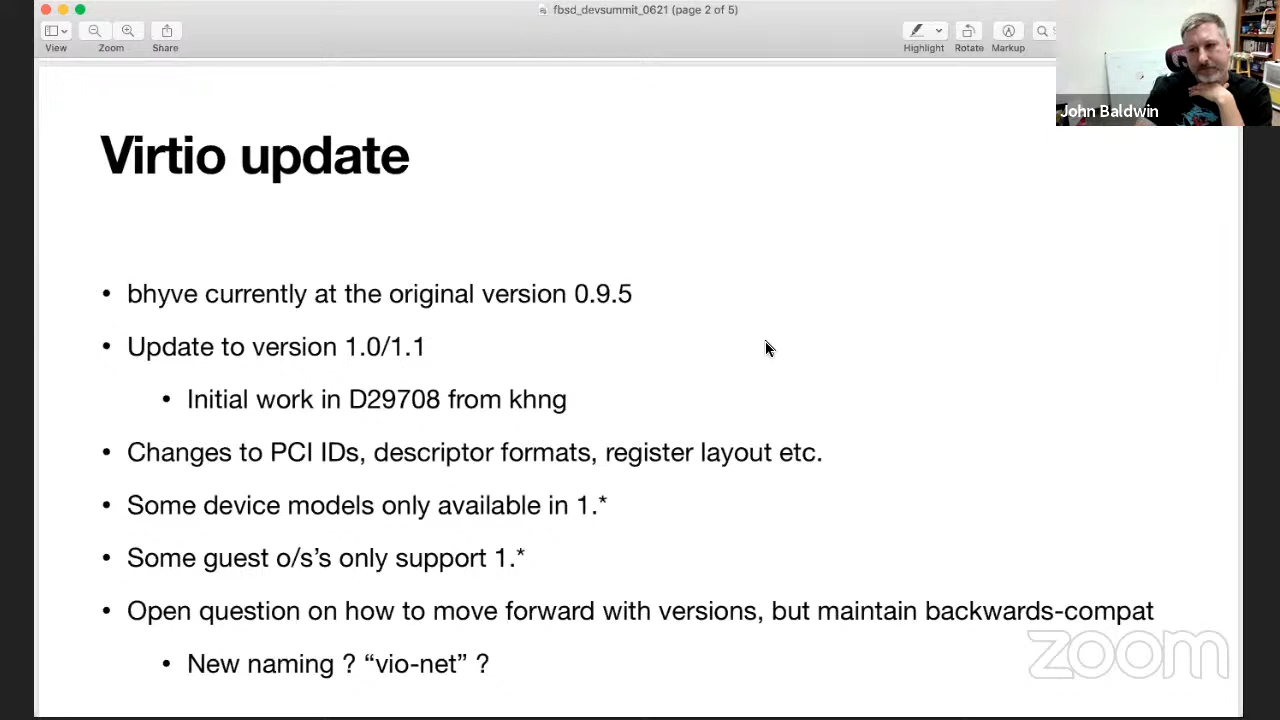 fbsd_devsummit_0621 (page 2 of 5)
View
Zoom
Share
Highlight
Rotate
Markup
John Baldwin
Virtio update
• bhyve currently at the original version 0.9.5
• Update to version 1.0/1.1
• Initial work in D29708 from khng
• Changes to PCI IDs, descriptor formats, register layout etc.
• Some device models only available in 1.*
• Some guest o/s’s only support 1.*
• Open question on how to move forward with versions, but maintain backwards-compat
• New naming ? “vio-net” ?
zoom